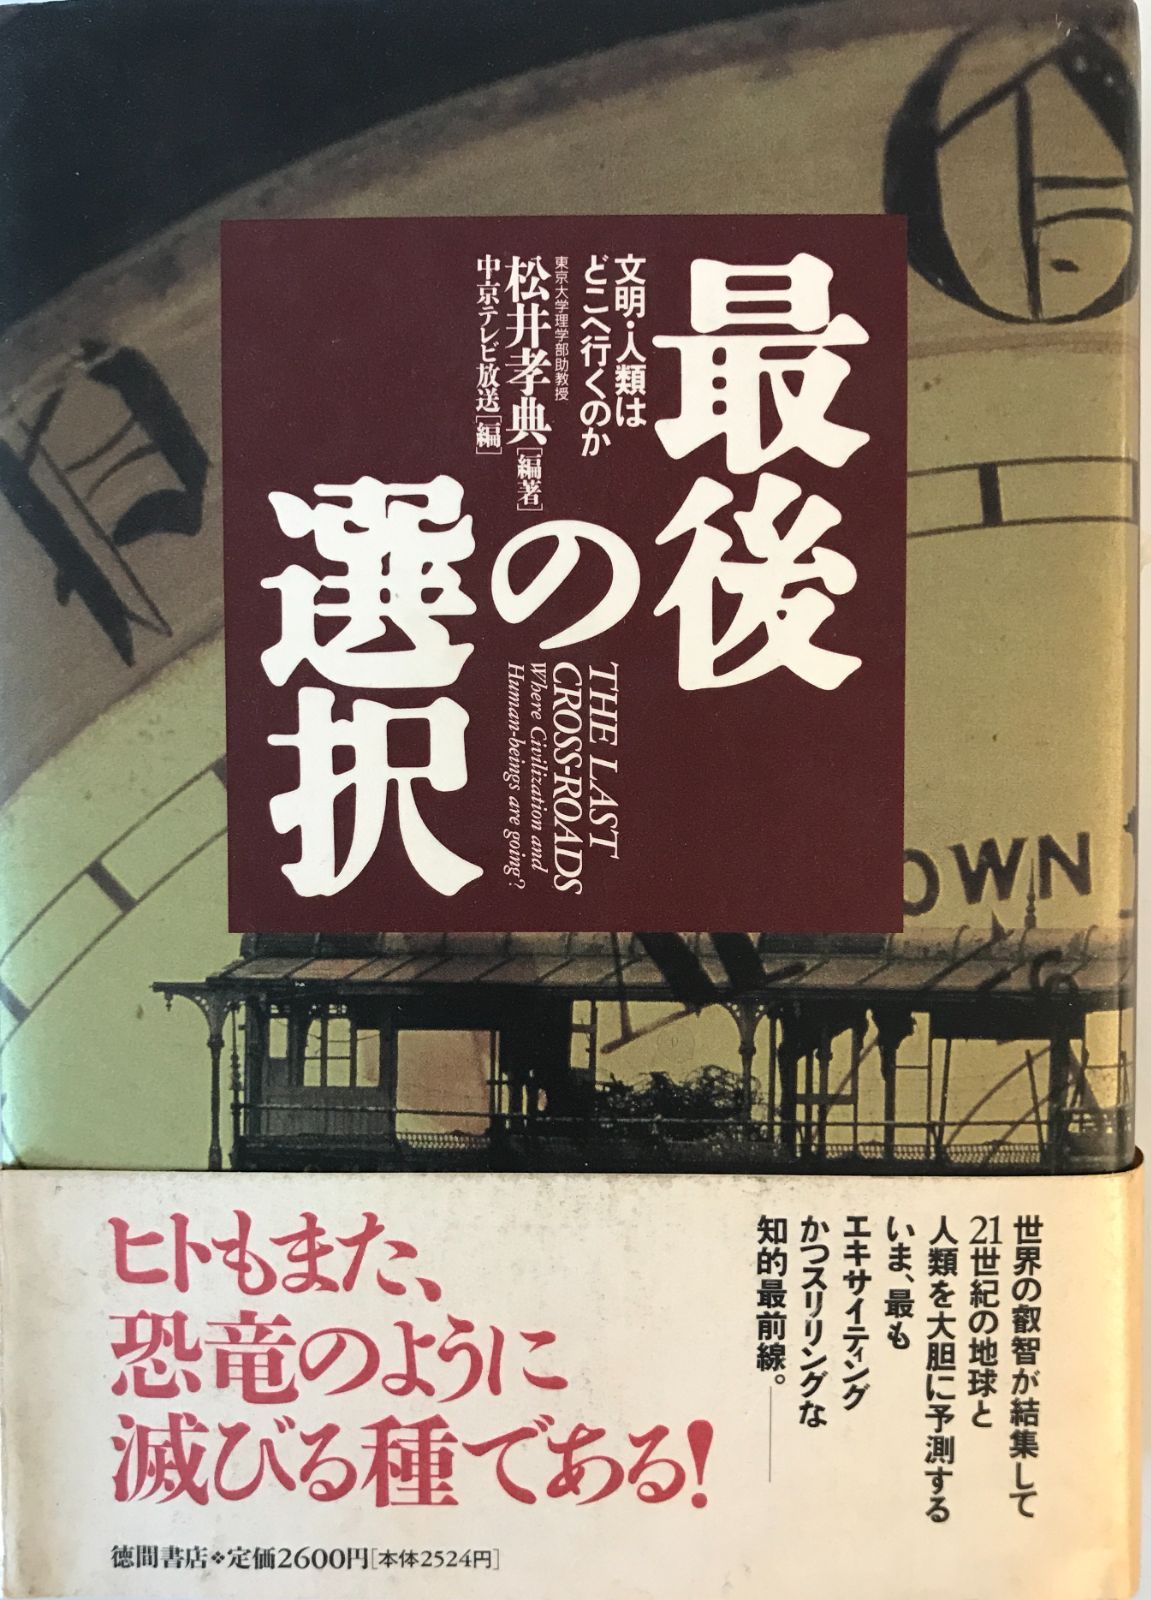 最後
の
選択
文明・人類は
どこへ行くのか
東京大学理学部助教授
松井孝典[編著]
中京テレビ放送[編]
THE LAST
CROSS-ROADS
Where Civilization and
Human-beings are going?
OWN
世界の叡智が結集して
21世紀の地球と
人類を大胆に予測する
いま、最も
エキサイティング
かつスリリングな
知的最前線。
ヒトもまた、
恐竜のように
滅びる種である!
徳間書店❖定価2600円[本体2524円]